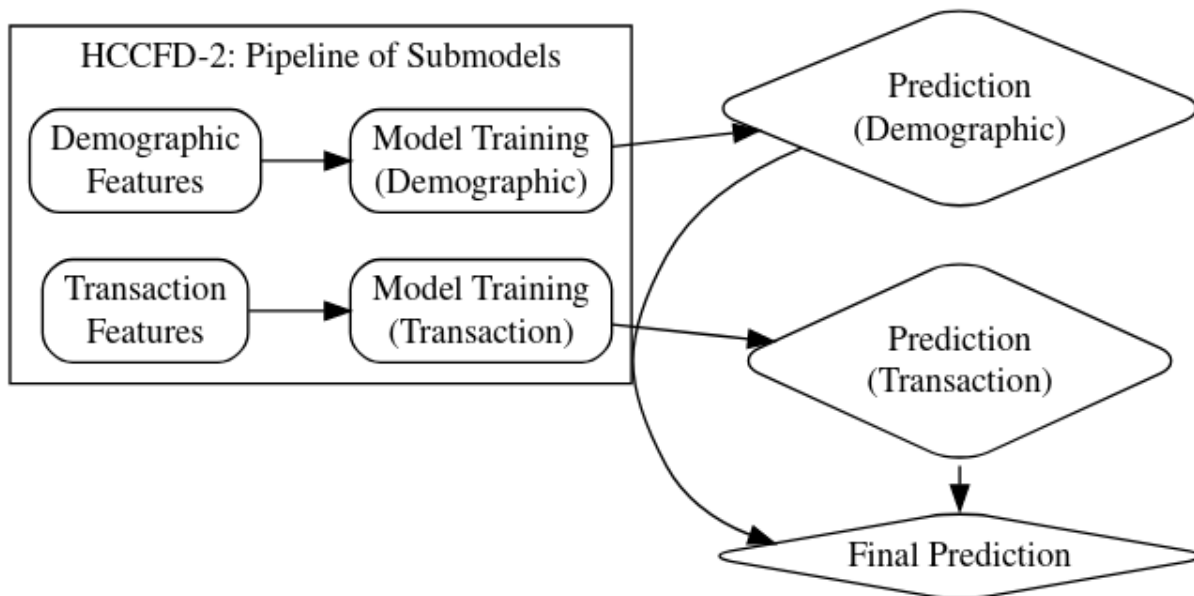 HCCFD-2: Pipeline of Submodels
Demographic
Features
Model Training
(Demographic)
Prediction
(Demographic)
Transaction
Features
Model Training
(Transaction)
Prediction
(Transaction)
Final Prediction